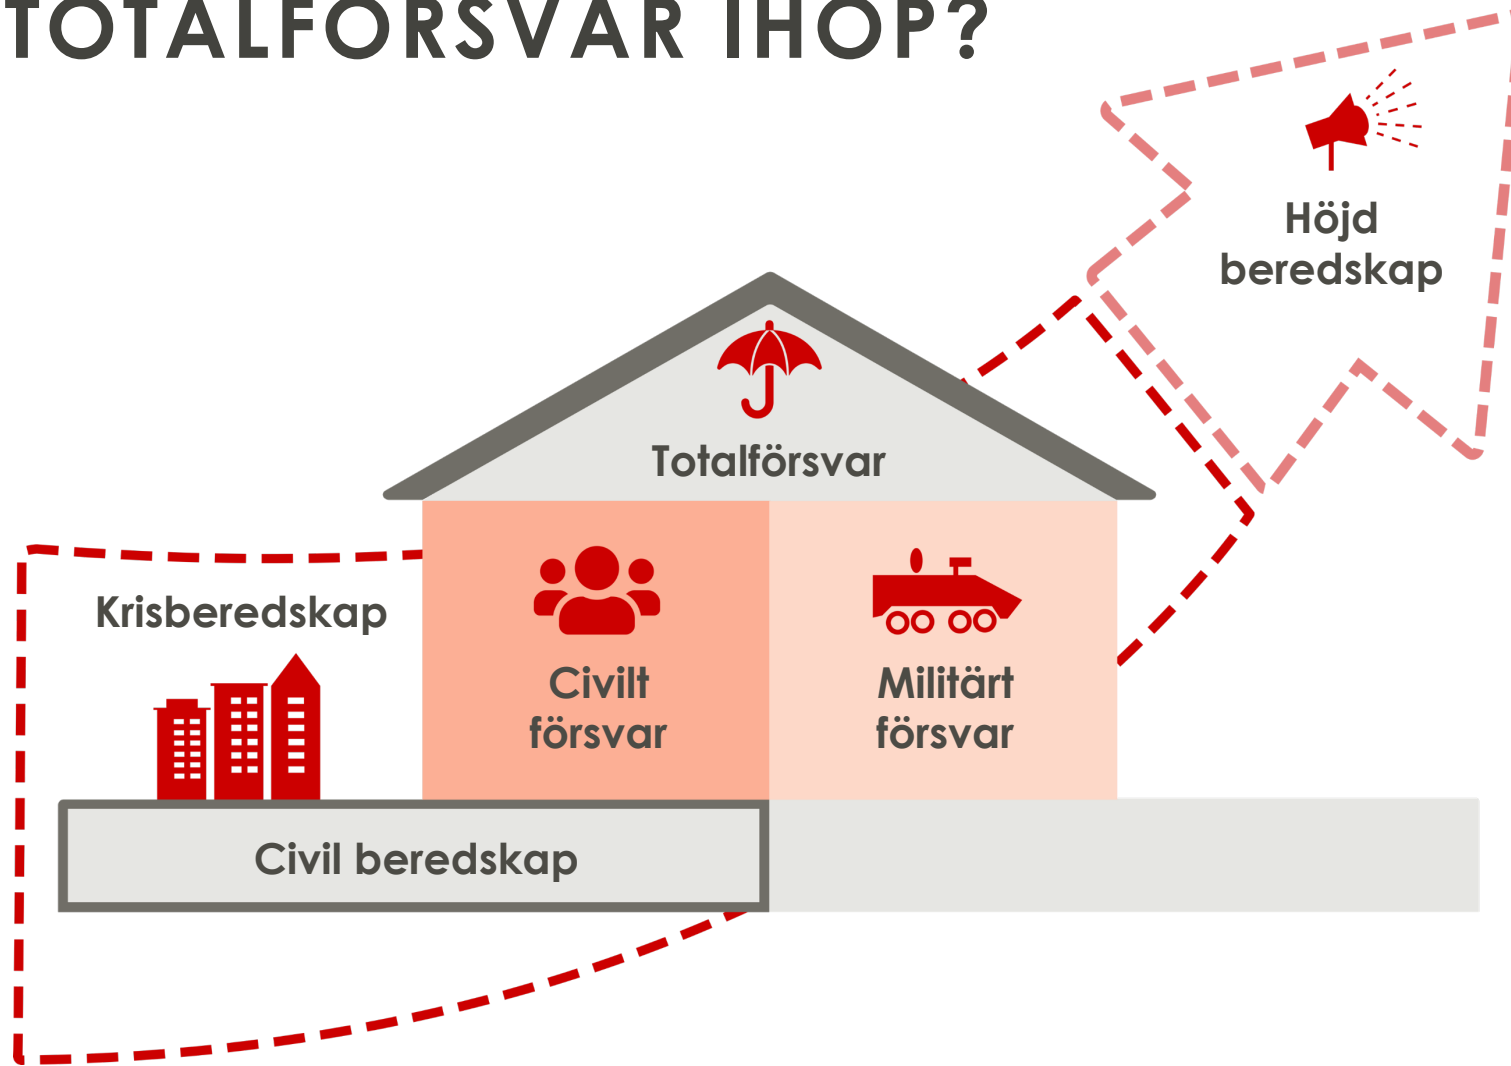 TOTALFÖRSVAR IHOP?
Höjd
beredskap
Totalförsvar
Krisberedskap
Civilt
försvar
Militärt
försvar
Civil beredskap